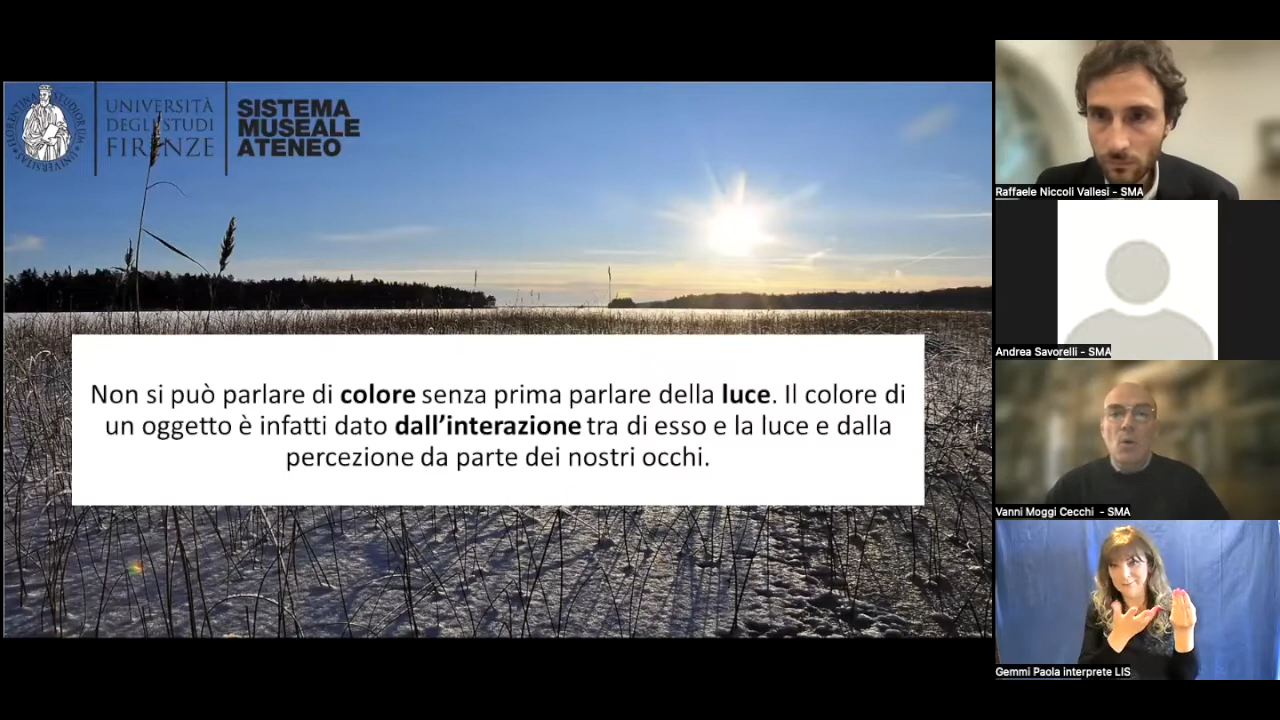 UNIVERSITÀ
DEGLI STUDI
FIRENZE
SISTEMA
MUSEALE
ATENEO
Non si può parlare di colore senza prima parlare della luce. Il colore di
un oggetto è infatti dato dall'interazione tra di esso e la luce e dalla
percezione da parte dei nostri occhi.
Raffaele Niccoli Vallesi - SMA
Andrea Savorelli - SMA
Vanni Moggi Cecchi - SMA
Gemmi Paola interprete LIS